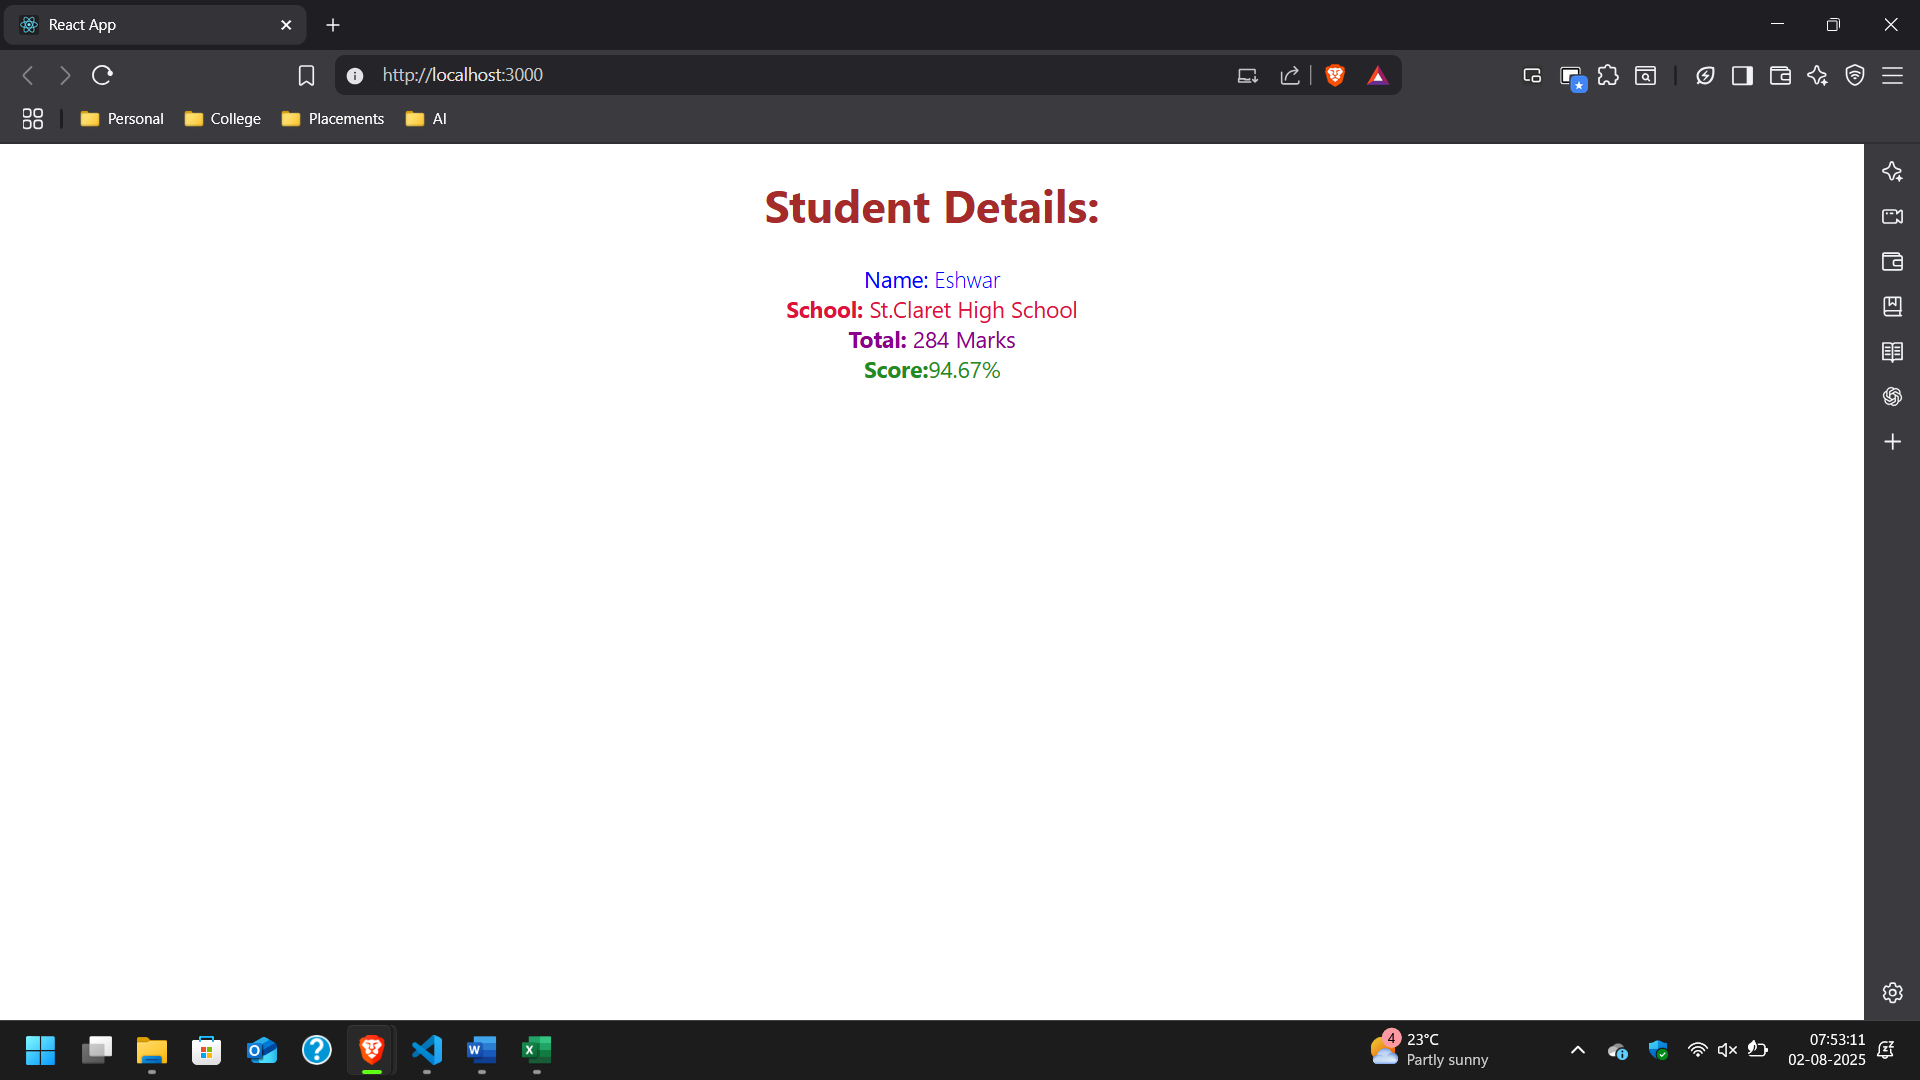 React App
http://localhost:3000
Personal College Placements AI
Student Details:
Name: Eshwar
School: St.Claret High School
Total: 284 Marks
Score:94.67%
4 23°C
Partly sunny
07:53:11
02-08-2025